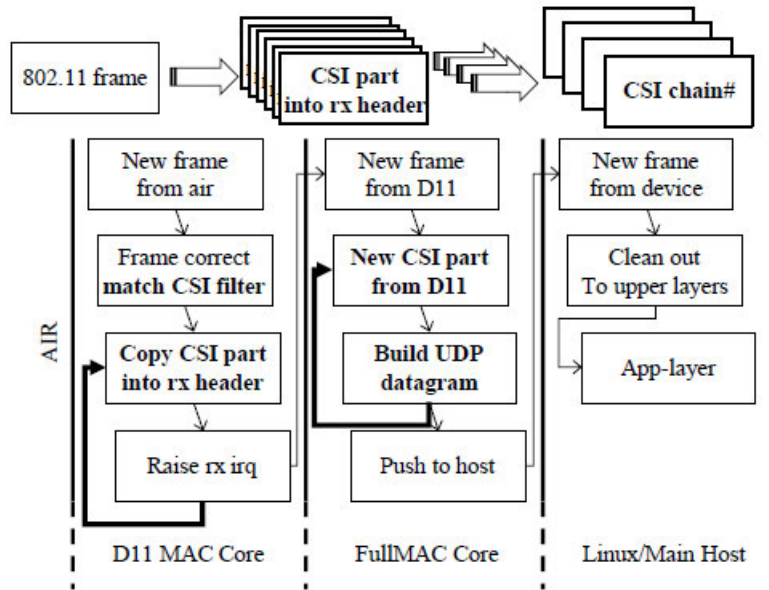 802.11 frame
CSI part
into rx header
CSI chain#
New frame
from air
Frame correct
match CSI filter
Copy CSI part
into rx header
Raise rx irq
New frame
from D11
New CSI part
from D11
Build UDP
datagram
Push to host
New frame
from device
Clean out
To upper layers
App-layer
AIR
D11 MAC Core
FullMAC Core
Linux/Main Host